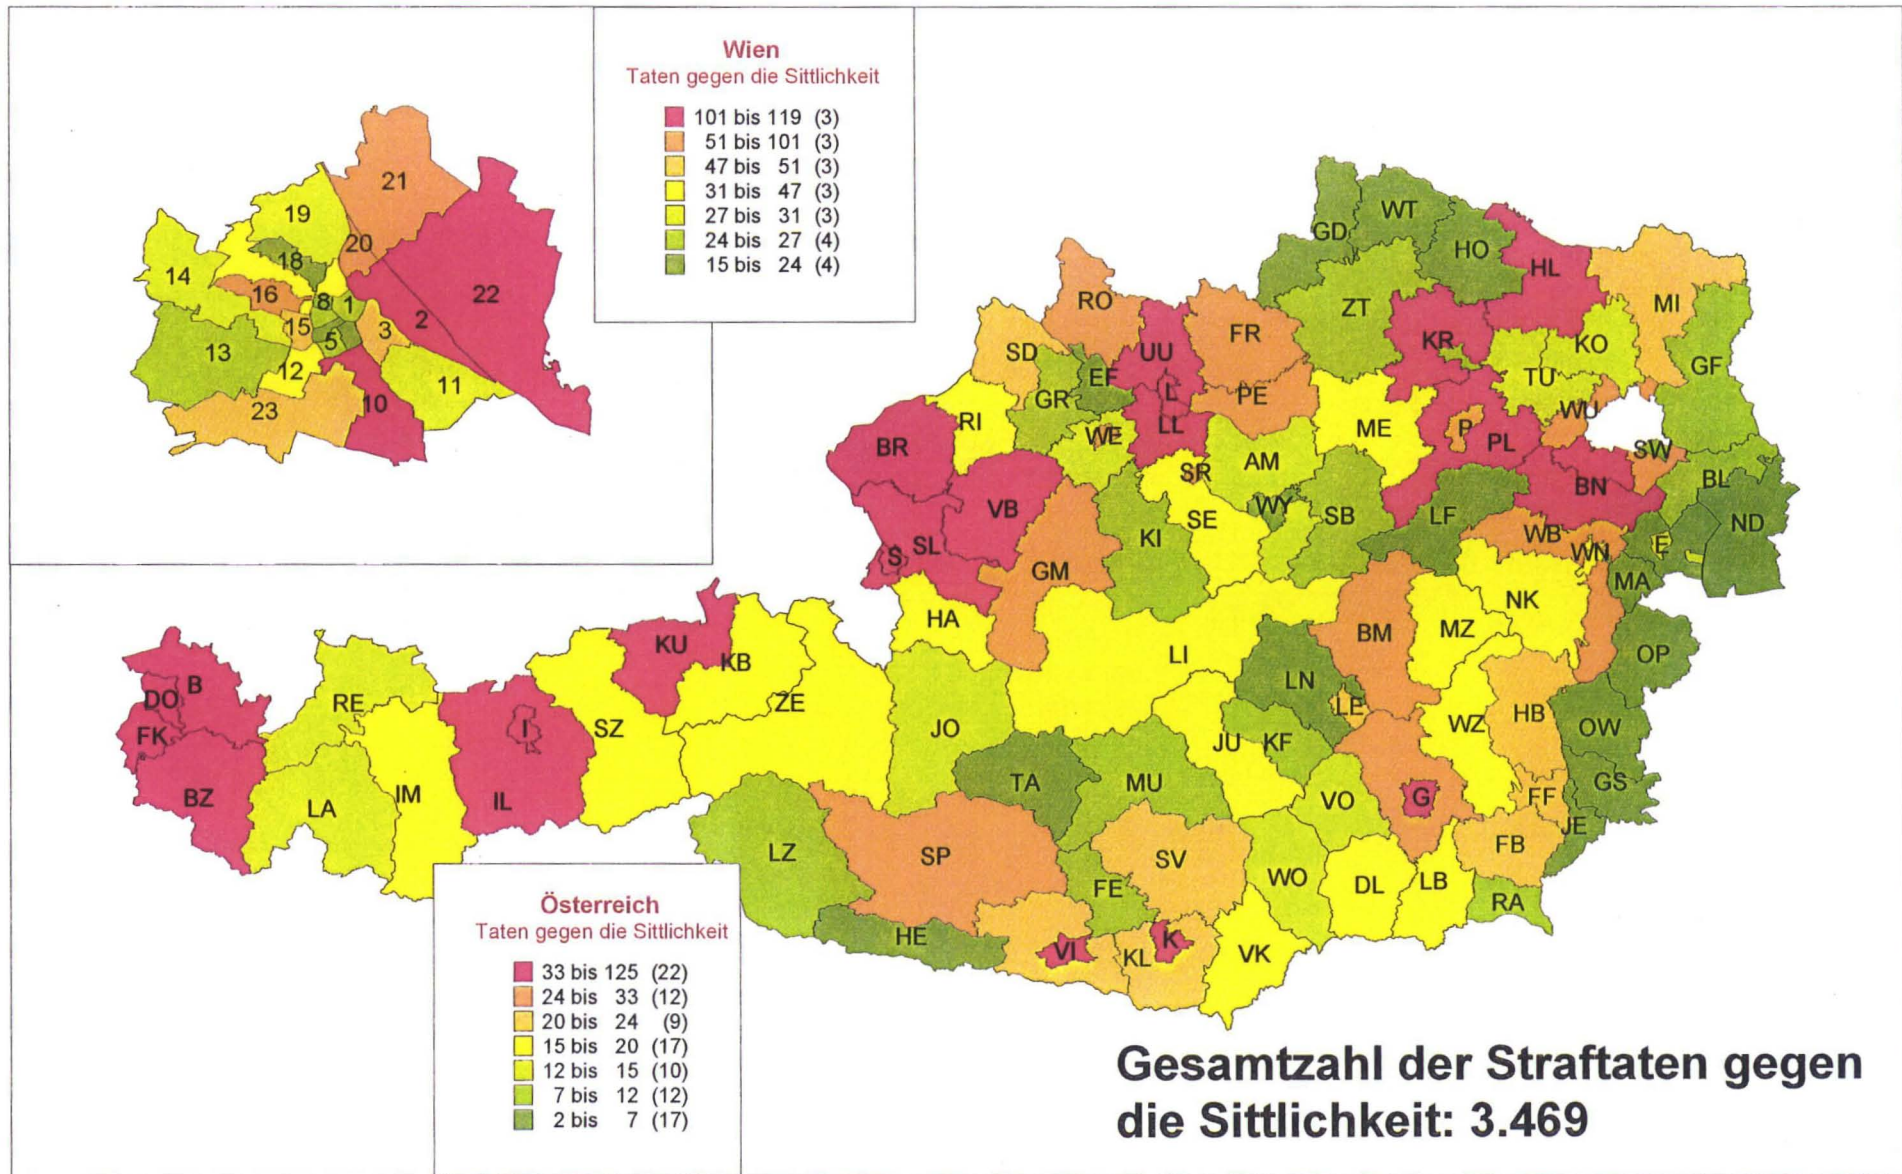 Wien
Taten gegen die Sittlichkeit
101 bis 119 (3)
51 bis 101 (3)
47 bis 51 (3)
31 bis 47 (3)
27 bis 31 (3)
24 bis 27 (4)
15 bis 24 (4)
21
19
20
18
14
22
16
8
1
2
15
3
5
13
12
11
10
23
WT
GD
HO
HL
RO
MI
ZT
FR
KR
KO
SD
UU
GF
EF
TU
L
GR
PE
WU
RI
LL
ME
P
PL
WE
BR
SW
AM
SR
BL
BN
VB
WY
SE
SB
LF
ND
KI
WB
E
SL
WN
S
GM
MA
NK
HA
BM
MZ
KU
LI
OP
KB
B
LN
DO
RE
ZE
LE
HB
I
SZ
JO
WZ
OW
FK
JU
KF
TA
MU
GS
BZ
IM
IL
VO
G
FF
LA
JE
LZ
SP
SV
FB
WO
DL
LB
FE
RA
HE
K
VI
KL
VK
Österreich
Taten gegen die Sittlichkeit
33 bis 125 (22)
24 bis 33 (12)
20 bis 24 (9)
15 bis 20 (17)
12 bis 15 (10)
7 bis 12 (12)
2 bis 7 (17)
Gesamtzahl der Straftaten gegen
die Sittlichkeit: 3.469